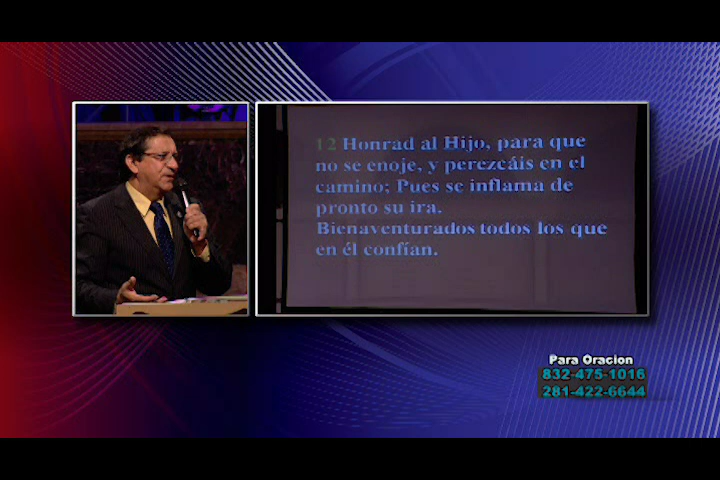 12 Honrad al Hijo, para que
no se enoje, y perezcáis en el
camino; Pues se inflama de
pronto su ira.
Bienaventurados todos los que
en él confían.
Para Oracion
832-475-1016
281-422-6644